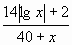 14|lg x| + 2
40 + x